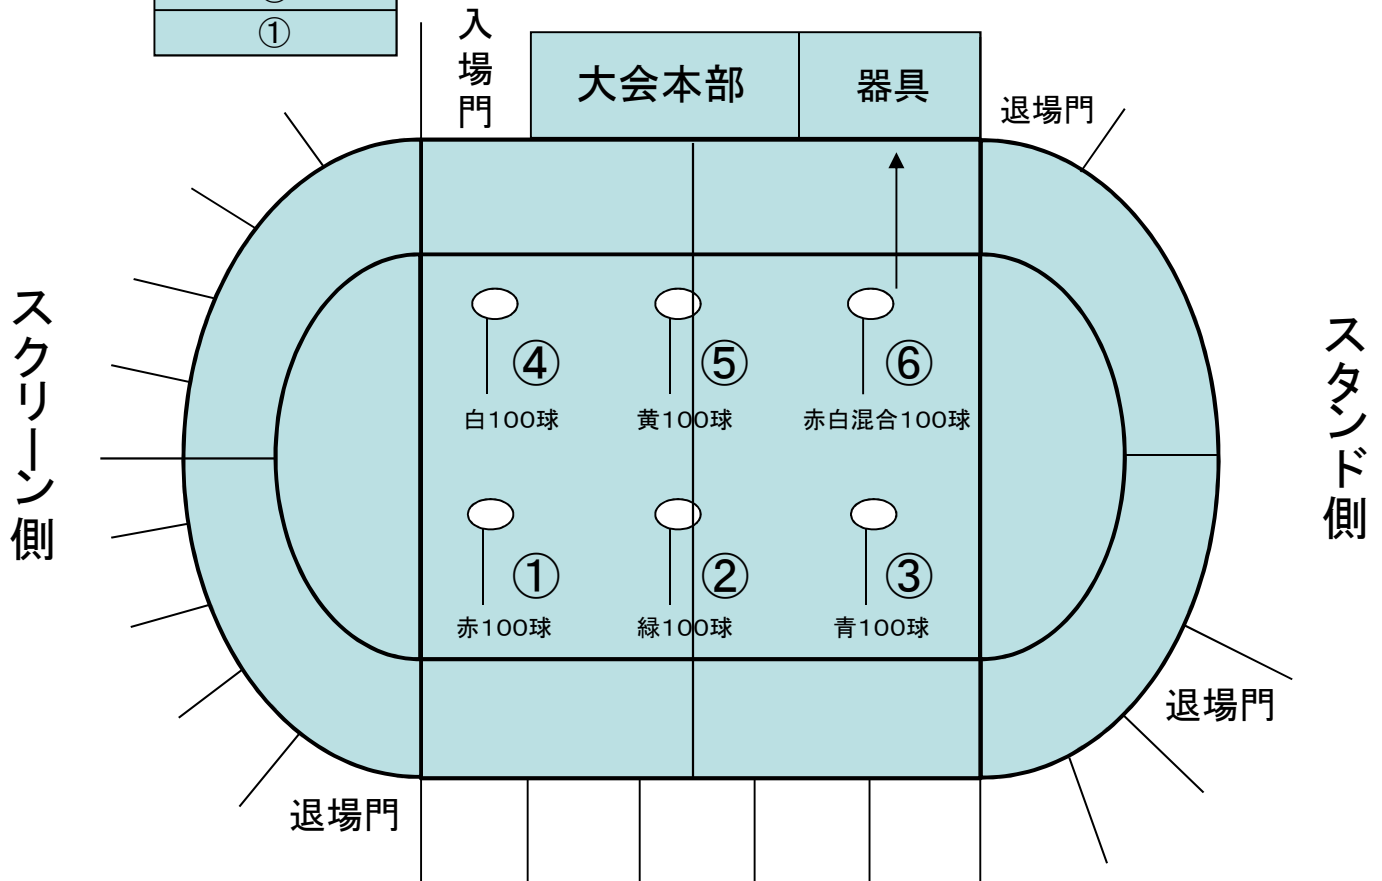 ①
入場門
大会本部
器具
退場門
スクリーン側
スタンド側
④
⑤
⑥
白100球
黄100球
赤白混合100球
①
②
③
赤100球
緑100球
青100球
退場門
退場門